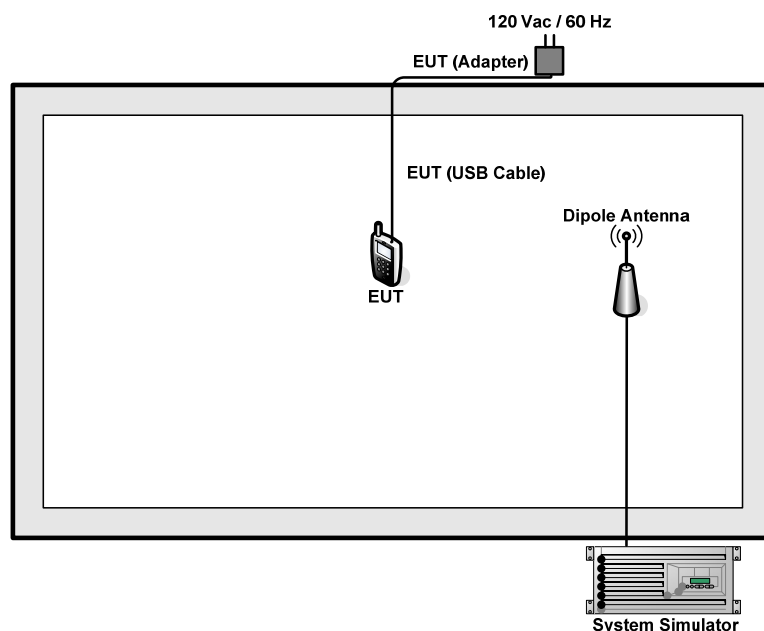 120 Vac / 60 Hz
EUT (Adapter)
EUT (USB Cable)
Dipole Antenna
EUT
System Simulator